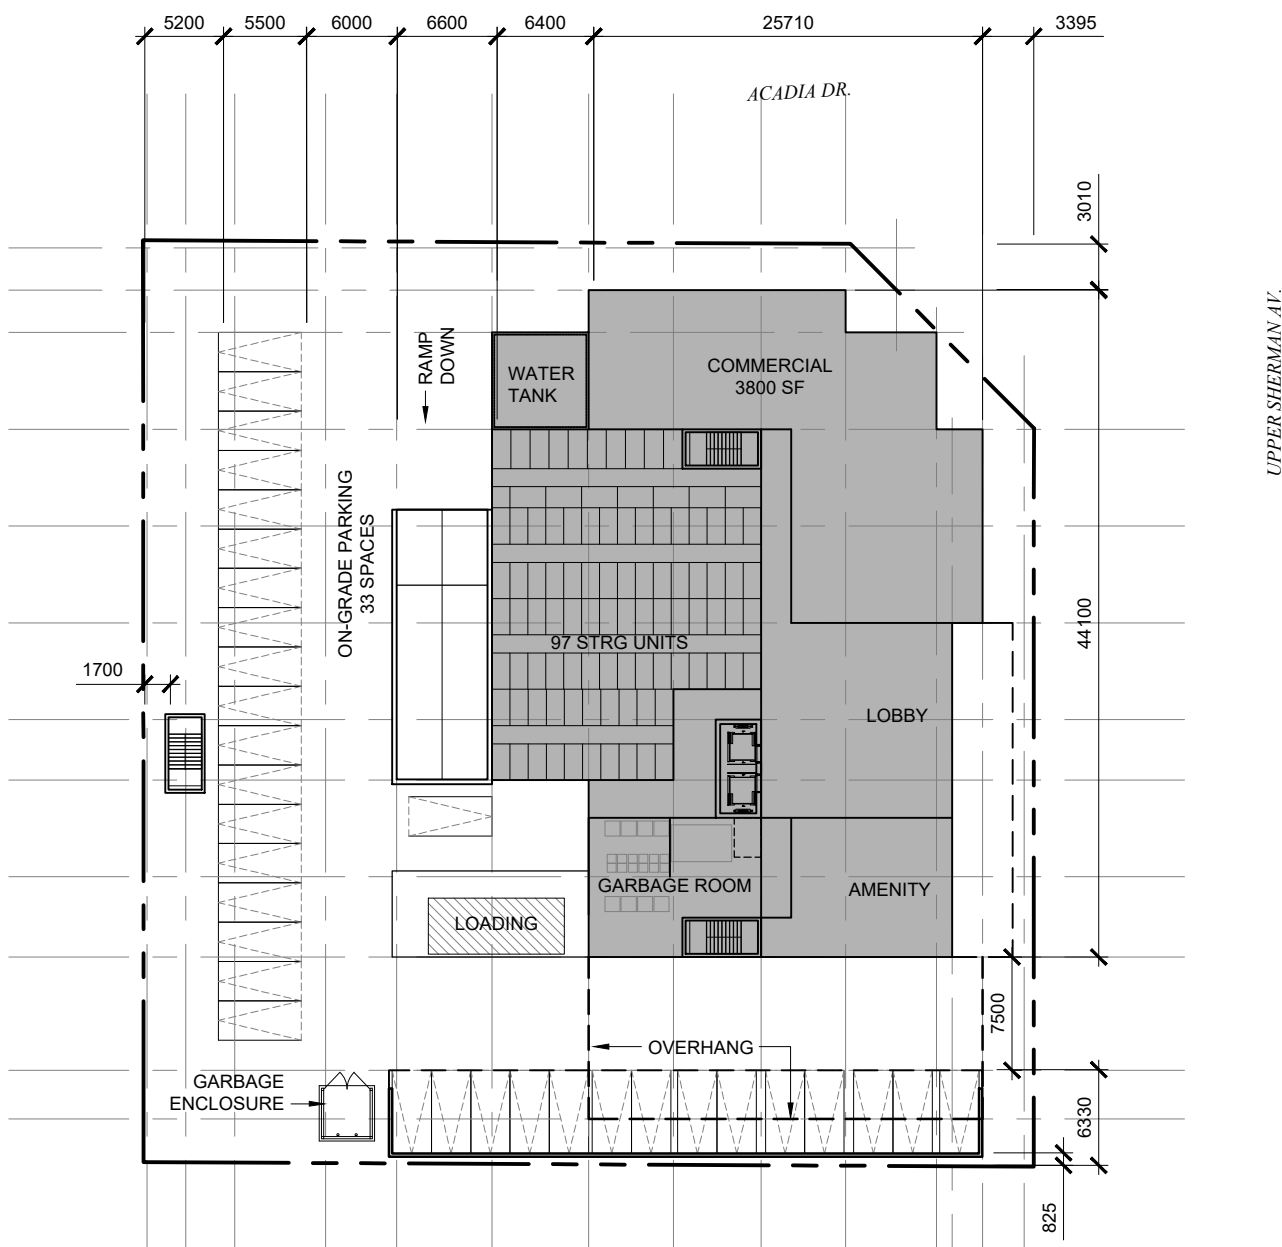 5200 5500 6000 6600 6400 25710 3395
ACADIA DR.
3010
UPPER SHERMAN AV.
RAMP
DOWN
WATER
TANK
COMMERCIAL
3800 SF
ON-GRADE PARKING
33 SPACES
44100
97 STRG UNITS
1700
LOBBY
GARBAGE ROOM
AMENITY
LOADING
7500
OVERHANG
GARBAGE
ENCLOSURE
6330
825